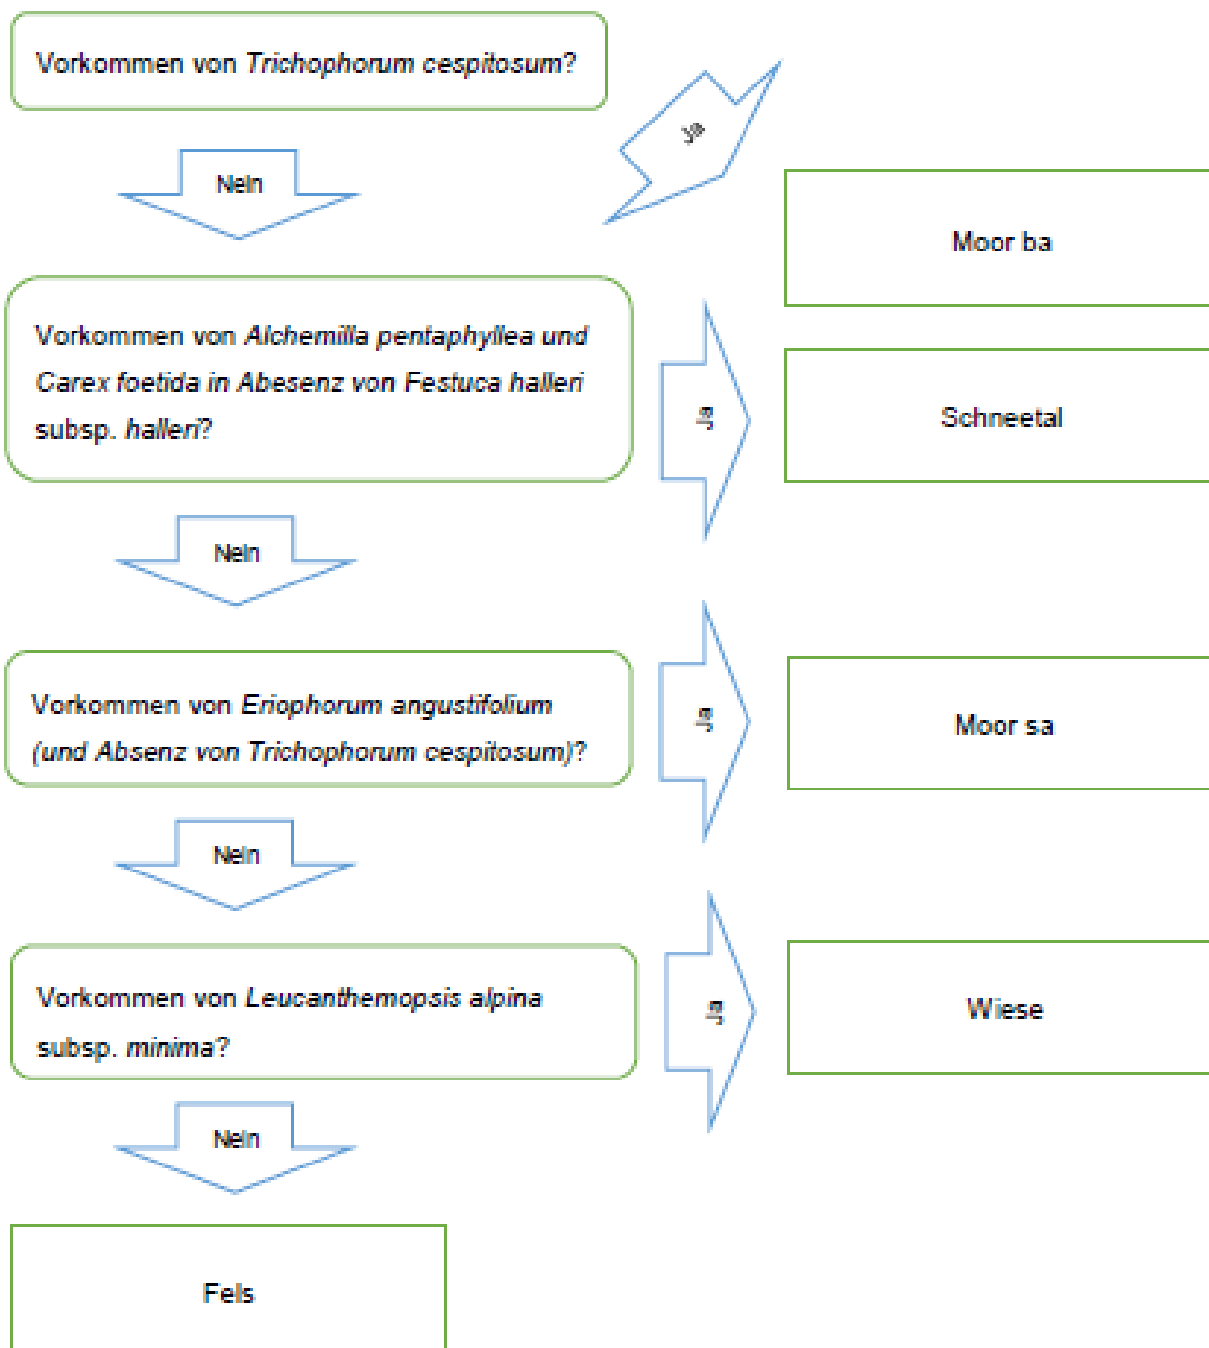 Vorkommen von Trichophorum cespitosum?
Ja
Nein
Moor ba
Vorkommen von Alchemilla pentaphyllea und
Carex foetida in Abesenz von Festuca halleri
subsp. halleri?
Ja
Schneetal
Nein
Vorkommen von Eriophorum angustifolium
(und Absenz von Trichophorum cespitosum)?
Ja
Moor sa
Nein
Vorkommen von Leucanthemopsis alpina
subsp. minima?
Ja
Wiese
Nein
Fels